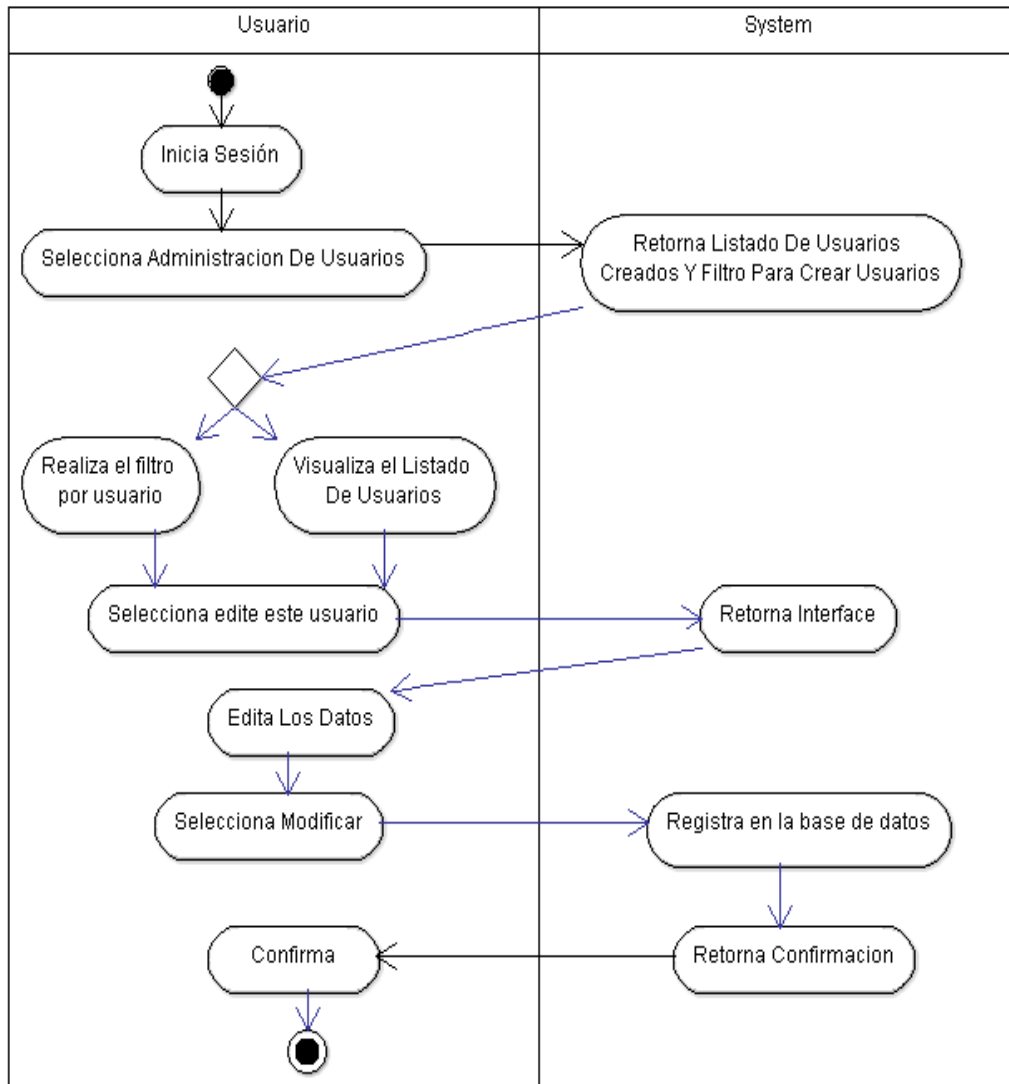 Usuario
System
Inicia Sesión
Selecciona Administracion De Usuarios
Retorna Listado De Usuarios
Creados Y Filtro Para Crear Usuarios
Realiza el filtro
por usuario
Visualiza el Listado
De Usuarios
Selecciona edite este usuario
Retorna Interface
Edita Los Datos
Selecciona Modificar
Registra en la base de datos
Confirma
Retorna Confirmacion